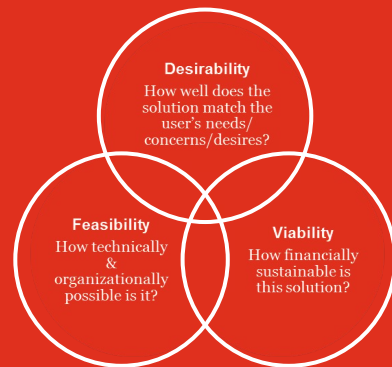 Desirability
How well does the
solution match the
user's needs/
concerns/desires?
Feasibility
How technically
&
organizationally
possible is it?
Viability
How financially
sustainable is
this solution?